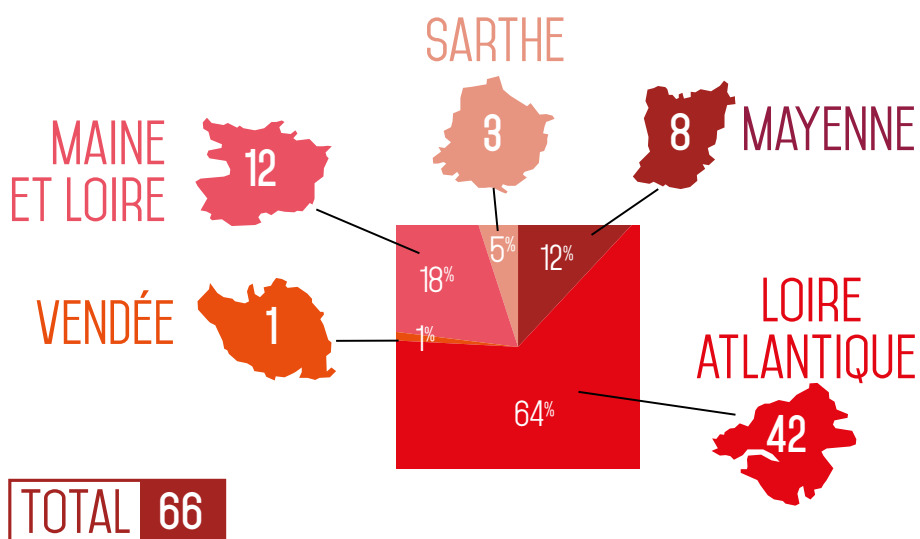 SARTHE
3
MAYENNE
8
MAINE
ET LOIRE
12
5%
12%
18%
VENDÉE
1
1%
LOIRE
ATLANTIQUE
42
64%
TOTAL 66